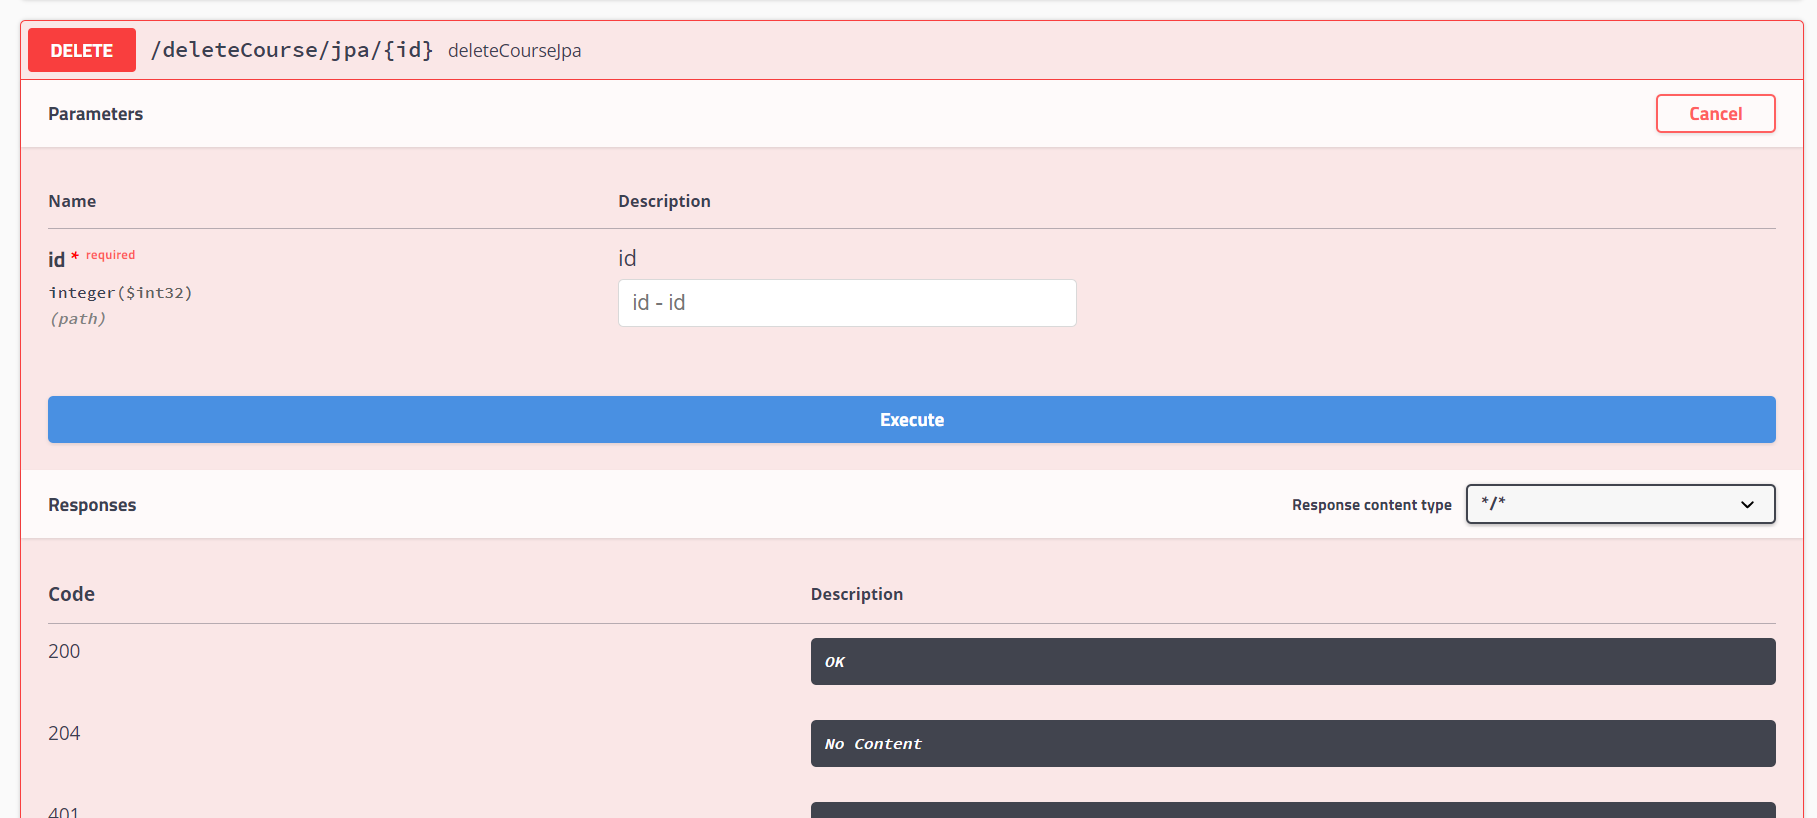 DELETE /deleteCourse/jpa/{id} deleteCourseJpa
Parameters Cancel
Name Description
id * required id
integer($int32) id - id
(path)
Execute
Responses Response content type */*
Code Description
200 OK
204 No Content
401